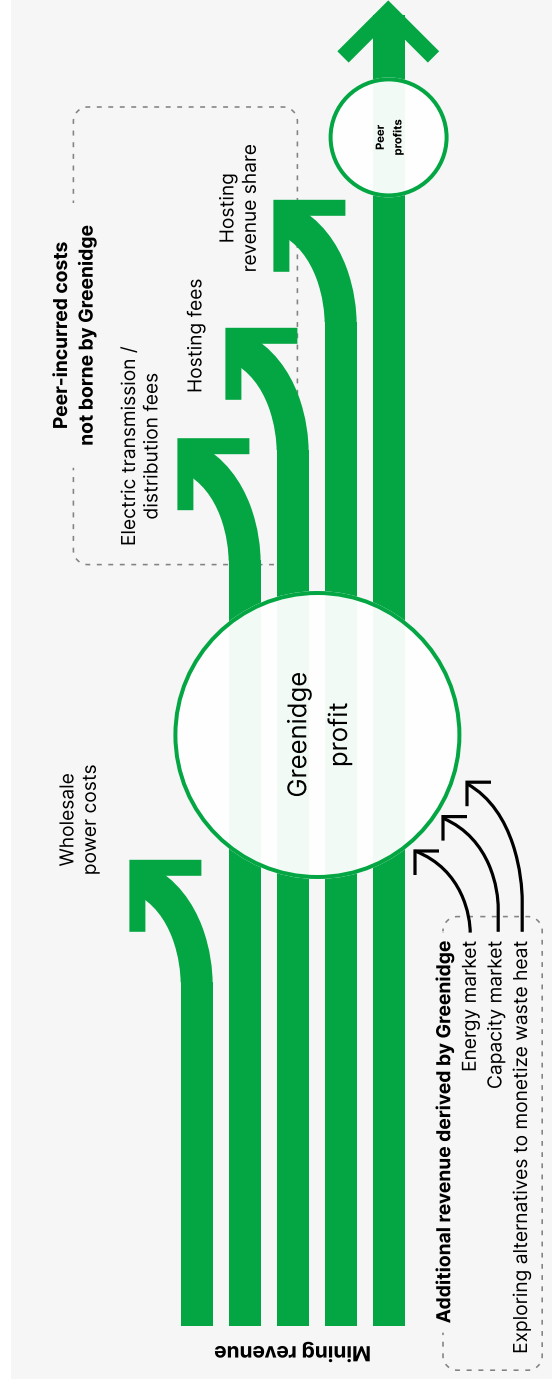 Mining revenue
Wholesale
power costs
Additional revenue derived by Greenidge
Energy market
Capacity market
Exploring alternatives to monetize waste heat
Greenidge
profit
Peer-incurred costs
not borne by Greenidge
Electric transmission /
distribution fees
Hosting fees
Hosting
revenue share
Peer
profits